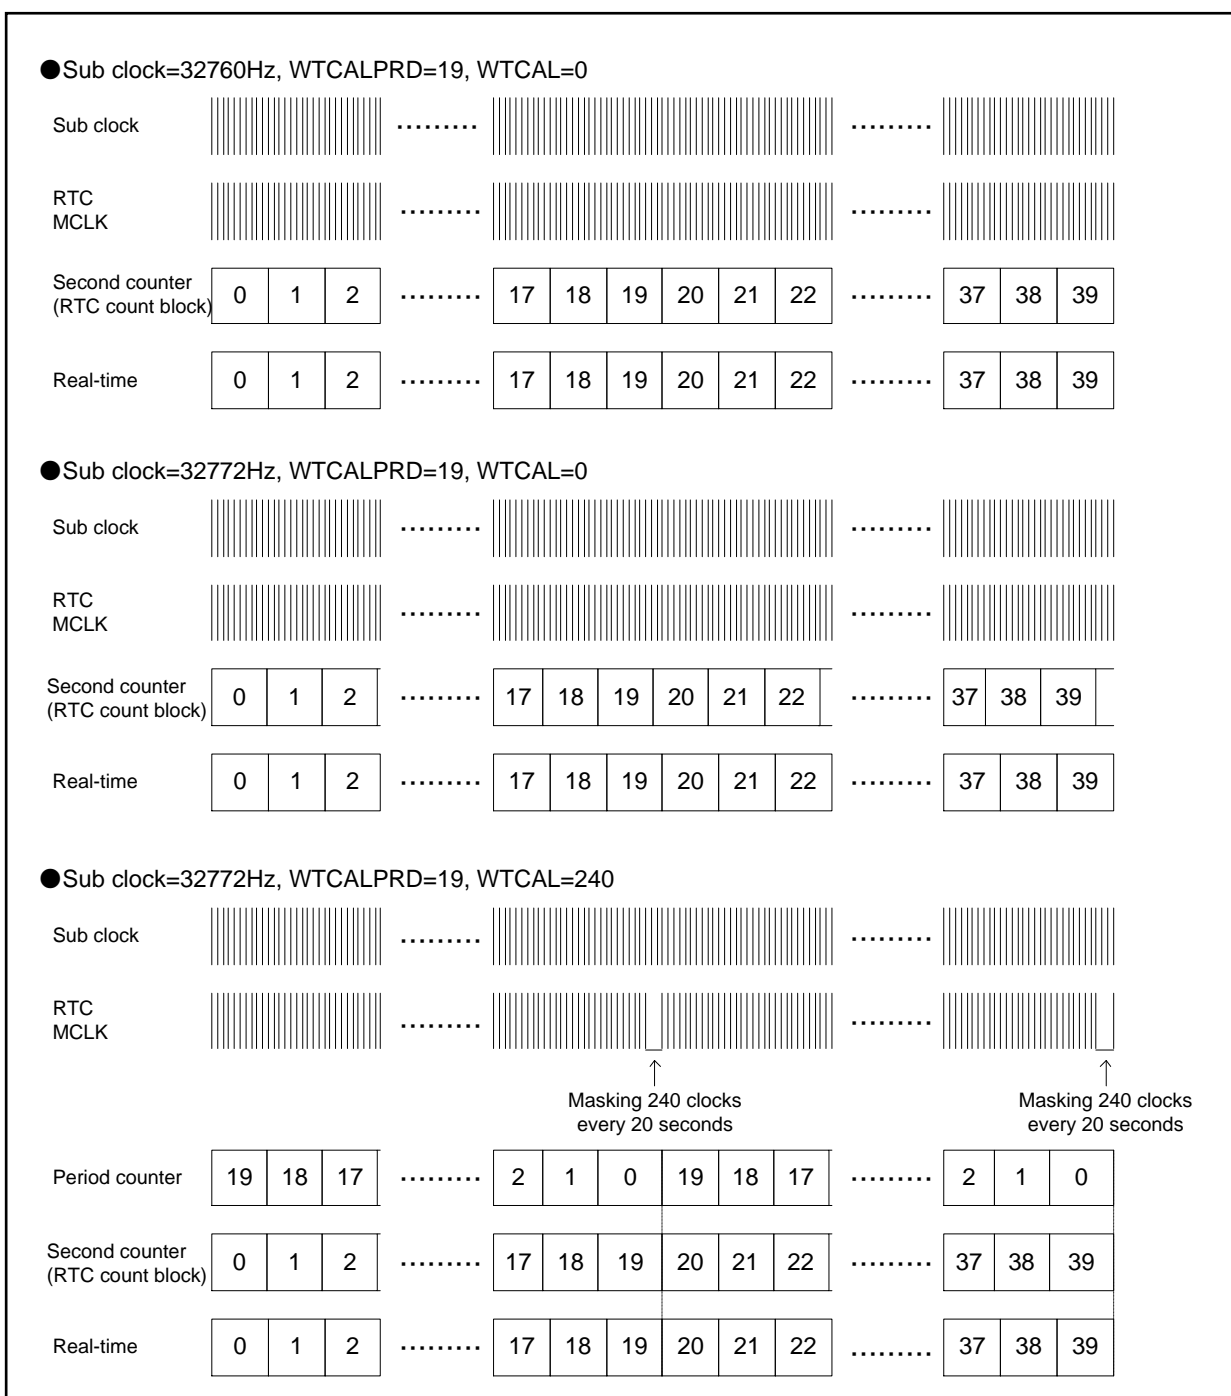 ●Sub clock=32760Hz, WTCALPRD=19, WTCAL=0
Sub clock ......... .........
RTC
MCLK ......... .........
Second counter
(RTC count block) 0 1 2 ......... 17 18 19 20 21 22 ......... 37 38 39
Real-time 0 1 2 ......... 17 18 19 20 21 22 ......... 37 38 39
●Sub clock=32772Hz, WTCALPRD=19, WTCAL=0
Sub clock ......... .........
RTC
MCLK ......... .........
Second counter
(RTC count block) 0 1 2 ......... 17 18 19 20 21 22 ......... 37 38 39
Real-time 0 1 2 ......... 17 18 19 20 21 22 ......... 37 38 39
●Sub clock=32772Hz, WTCALPRD=19, WTCAL=240
Sub clock ......... .........
RTC
MCLK ......... .........
Masking 240 clocks
every 20 seconds
Masking 240 clocks
every 20 seconds
Period counter 19 18 17 ......... 2 1 0 19 18 17 ......... 2 1 0
Second counter
(RTC count block) 0 1 2 ......... 17 18 19 20 21 22 ......... 37 38 39
Real-time 0 1 2 ......... 17 18 19 20 21 22 ......... 37 38 39